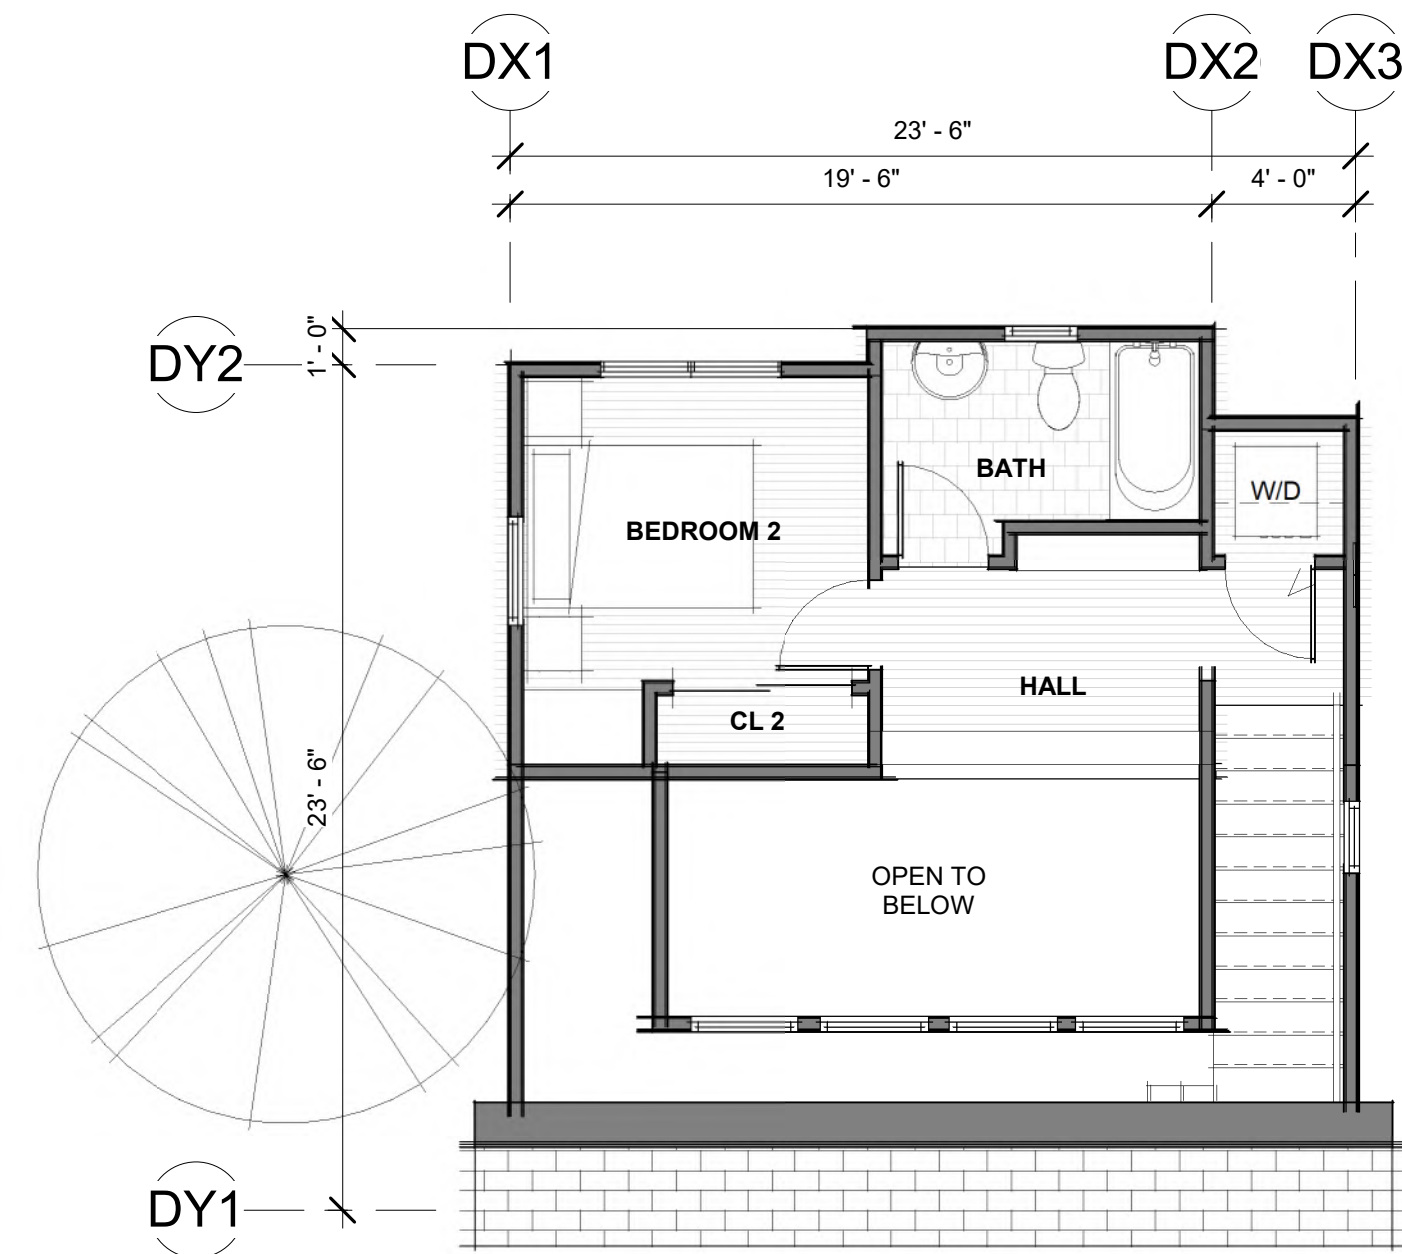 DX1
DX2
DX3
23' - 6"
19' - 6"
4' - 0"
DY2
1' - 0"
BATH
W/D
BEDROOM 2
HALL
CL 2
23' - 6"
OPEN TO
BELOW
DY1